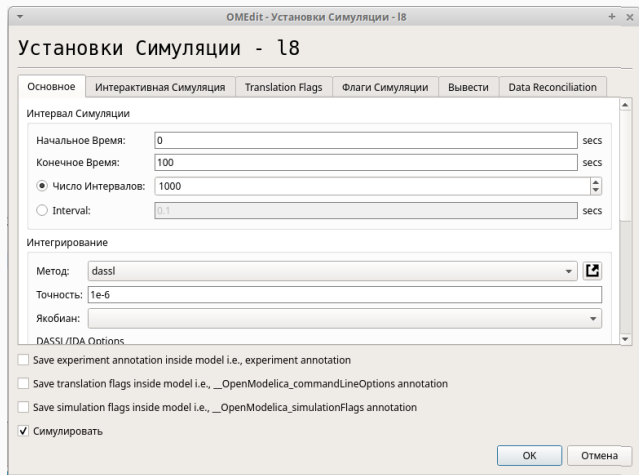 OMEdit - Установки Симуляции - l8
Установки Симуляции - l8
Основное Интерактивная Симуляция Translation Flags Флаги Симуляции Вывести Data Reconciliation
Интервал Симуляции
Начальное Время: 0 secs
Конечное Время: 100 secs
Число Интервалов: 1000
Interval: 0.1 secs
Интегрирование
Метод: dassl
Точность: 1e-6
Якобиан:
DASSL/IDA Options
Save experiment annotation inside model i.e., experiment annotation
Save translation flags inside model i.e., __OpenModelica_commandLineOptions annotation
Save simulation flags inside model i.e., __OpenModelica_simulationFlags annotation
Симулировать
OK Отмена